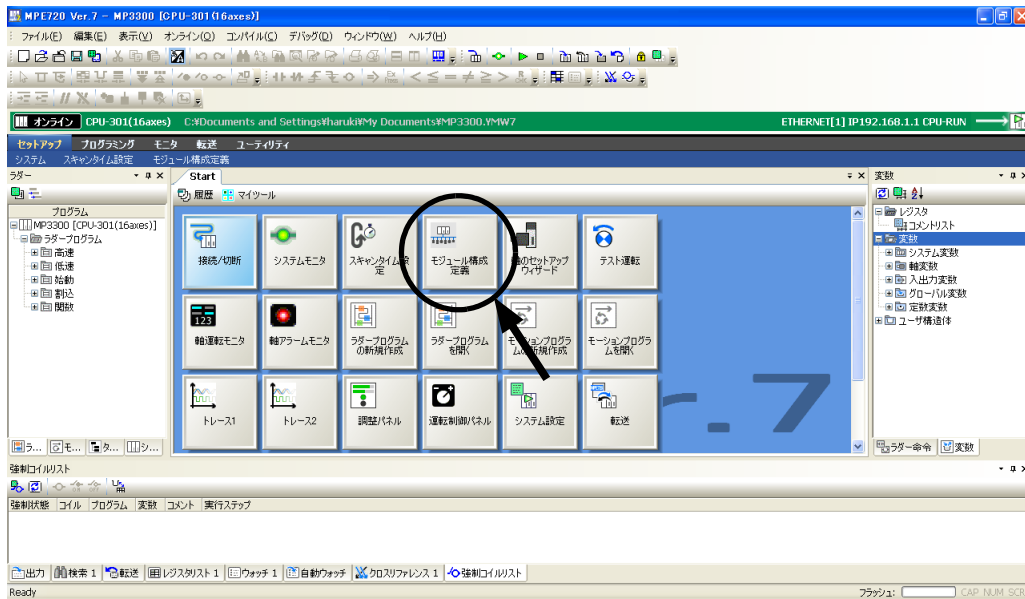 MPE720 Ver.7 - MP3300 [CPU-301(16axes)]
ファイル(F) 編集(E) 表示(V) オンライン(O) コンパイル(C) デバッグ(D) ウィンドウ(W) ヘルプ(H)
オンライン CPU-301(16axes) C:¥Documents and Settings¥haruki¥My Documents¥MP3300.YMW7 ETHERNET[1] IP192.168.1.1 CPU-RUN
セットアップ プログラミング モニタ 転送 ユーティリティ
システム スキャンタイム設定 モジュール構成定義
ラダー
プログラム
MP3300 [CPU-301(16axes)]
ラダープログラム
高速
低速
始動
割込
関数
ラ... モ... タ... シ...
Start
履歴 マイツール
接続/切断
システムモニタ
スキャンタイム設定
モジュール構成定義
軸のセットアップウィザード
テスト運転
123
軸運転モニタ
軸アラームモニタ
ラダープログラムの新規作成
ラダープログラムを開く
モーションプログラムの新規作成
モーションプログラムを開く
トレース1
トレース2
調整パネル
運転制御パネル
システム設定
転送
r.7
変数
レジスタ
コメントリスト
変数
システム変数
軸変数
入出力変数
グローバル変数
定数変数
ユーザ構造体
ラダー命令 変数
強制コイルリスト
強制状態 コイル プログラム 変数 コメント 実行ステップ
出力 検索 1 転送 レジスタリスト 1 ウォッチ 1 自動ウォッチ クロスリファレンス 1 強制コイルリスト
Ready フラッシュ: CAP NUM SCR